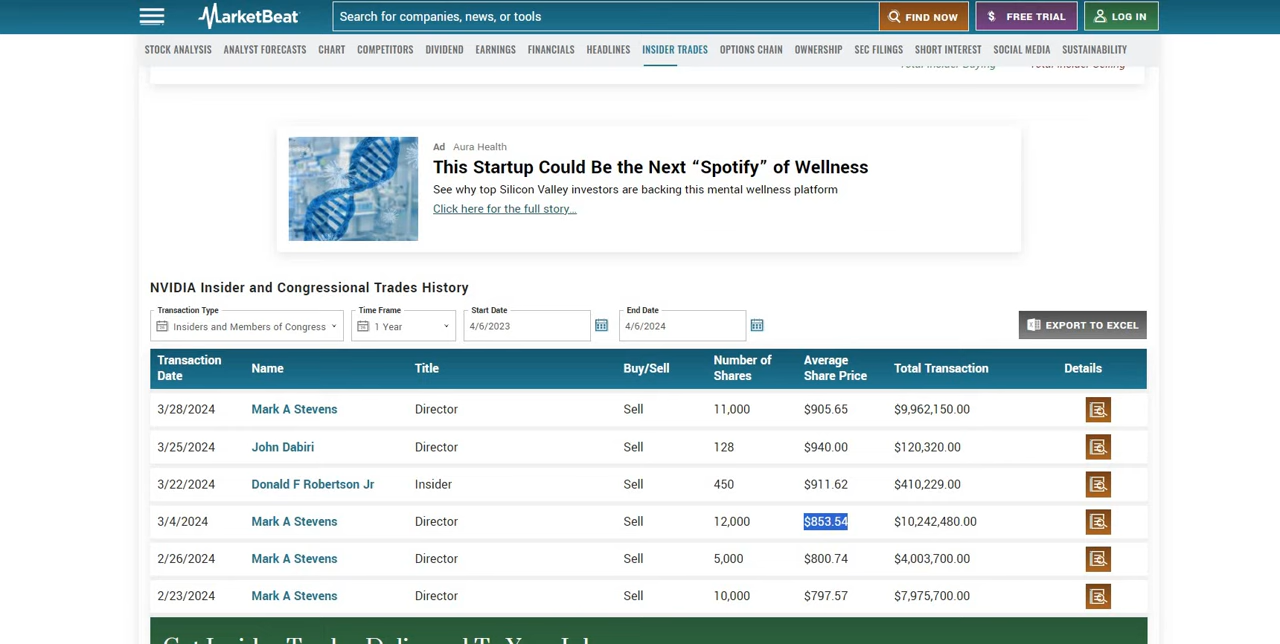 MarketBeat
Search for companies, news, or tools
FIND NOW
$ FREE TRIAL
LOG IN
STOCK ANALYSIS ANALYST FORECASTS CHART COMPETITORS DIVIDEND EARNINGS FINANCIALS HEADLINES INSIDER TRADES OPTIONS CHAIN OWNERSHIP SEC FILINGS SHORT INTEREST SOCIAL MEDIA SUSTAINABILITY
Total Insider Buying Total Insider Selling
Ad Aura Health
This Startup Could Be the Next “Spotify” of Wellness
See why top Silicon Valley investors are backing this mental wellness platform
Click here for the full story...
NVIDIA Insider and Congressional Trades History
Transaction Type Time Frame Start Date End Date
Insiders and Members of Congress 1 Year 4/6/2023 4/6/2024 EXPORT TO EXCEL
Transaction Date Name Title Buy/Sell Number of Shares Average Share Price Total Transaction Details
3/28/2024 Mark A Stevens Director Sell 11,000 $905.65 $9,962,150.00
3/25/2024 John Dabiri Director Sell 128 $940.00 $120,320.00
3/22/2024 Donald F Robertson Jr Insider Sell 450 $911.62 $410,229.00
3/4/2024 Mark A Stevens Director Sell 12,000 $853.54 $10,242,480.00
2/26/2024 Mark A Stevens Director Sell 5,000 $800.74 $4,003,700.00
2/23/2024 Mark A Stevens Director Sell 10,000 $797.57 $7,975,700.00